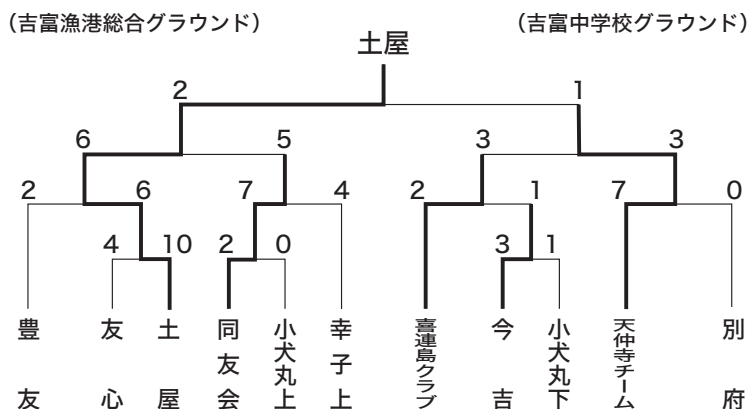 （吉富漁港総合グラウンド）
（吉富中学校グラウンド）
土屋
2
1
6
5
3
3
2
6
7
4
2
1
7
0
4
10
2
0
3
1
豊友
友心
土屋
同友会
小犬丸上
幸子上
喜連島クラブ
今吉
小犬丸下
天仲寺チーム
別府